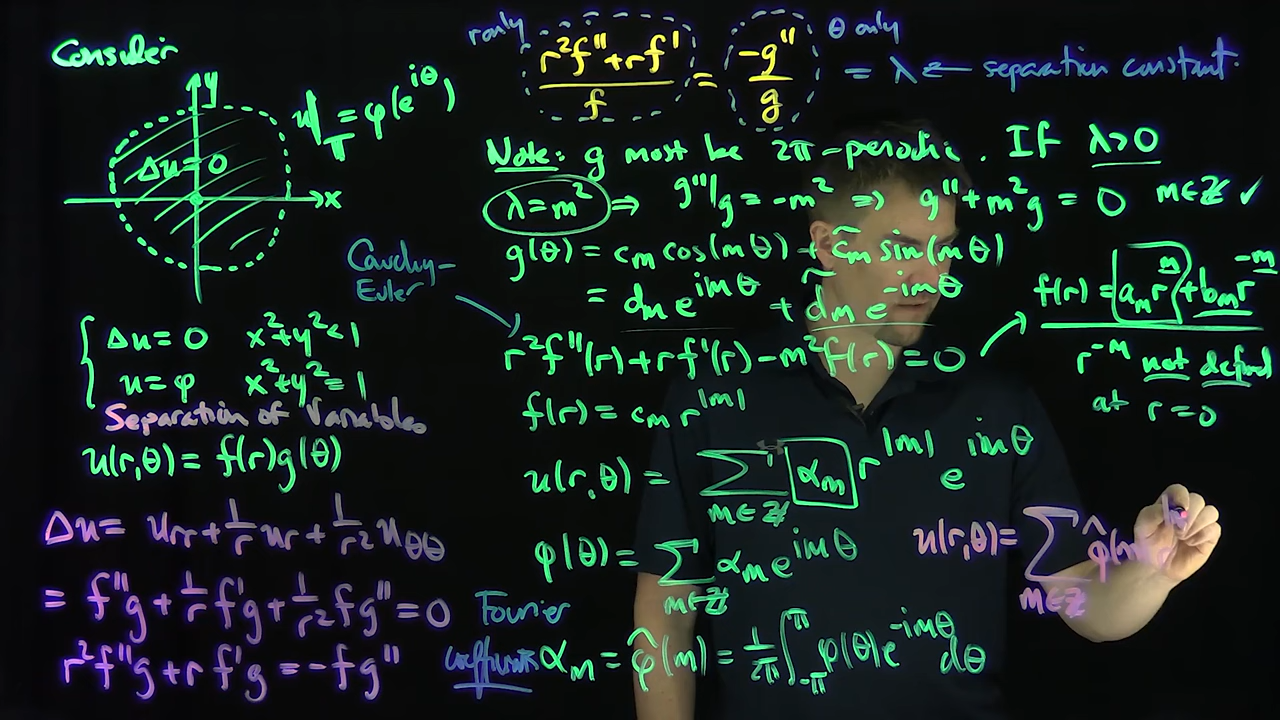 Consider
y
x
Δu = 0
u|_𝕋 = φ(e^{iθ})
{ Δu = 0 x²+y²<1
u = φ x²+y²=1
Separation of Variables
u(r,θ) = f(r)g(θ)
Δu = u_rr + 1/r u_r + 1/r² u_θθ
= f''g + 1/r f'g + 1/r² fg'' = 0
r²f''g + r f'g = -fg''
r only (r²f''+rf')/f = -g''/g θ only = λ ← separation constant.
Note: g most be 2π-periodic. If λ>0
λ=m² ⇒ g''/g = -m² ⇒ g''+m²g = 0 m∈ℤ ✓
g(θ) = c_m cos(mθ) + c̃_m sin(mθ)
= d_m e^{imθ} + d̃_m e^{-imθ}
Cauchy-
Euler
r²f''(r)+rf'(r)-m²f(r)=0
f(r) = a_m r^m + b_m r^{-m}
r^{-m} not defined
at r=0
f(r) = c_m r^{|m|}
u(r,θ) = Σ_{m∈ℤ} α_m r^{|m|} e^{imθ}
φ(θ) = Σ_{m∈ℤ} α_m e^{imθ}
Fourier
coefficients α_m = φ̂(m) = 1/2π ∫_{-π}^{π} φ(θ)e^{-imθ}dθ
u(r,θ) = Σ_{m∈ℤ} φ̂(m